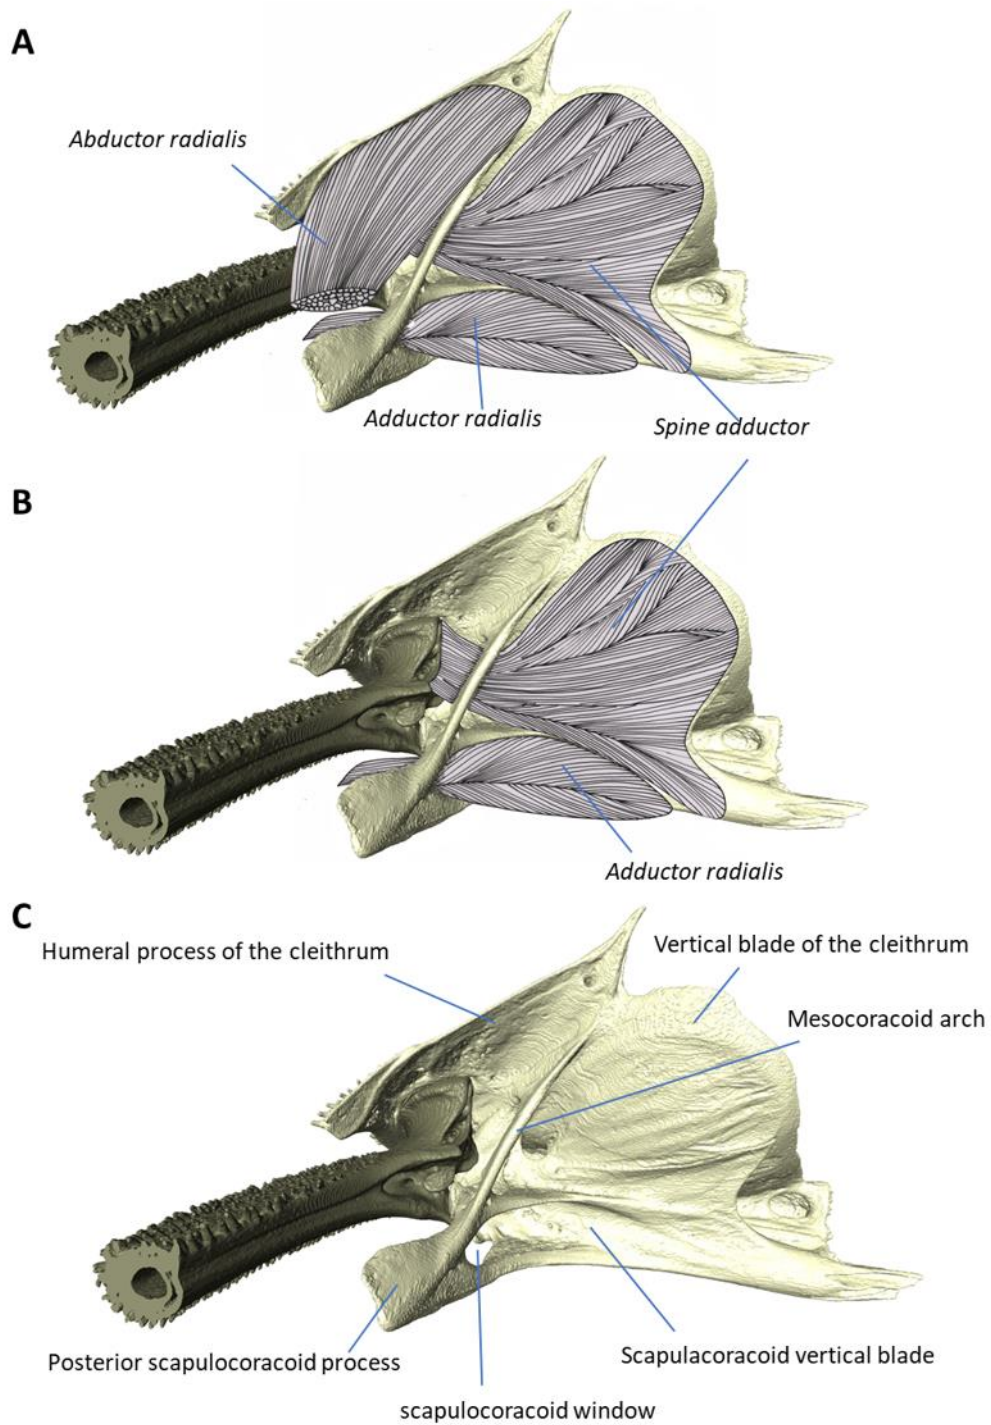 A
Abductor radialis
Adductor radialis
Spine adductor
B
Adductor radialis
C
Humeral process of the cleithrum
Vertical blade of the cleithrum
Mesocoracoid arch
Posterior scapulocoracoid process
Scapulacoracoid vertical blade
scapulocoracoid window